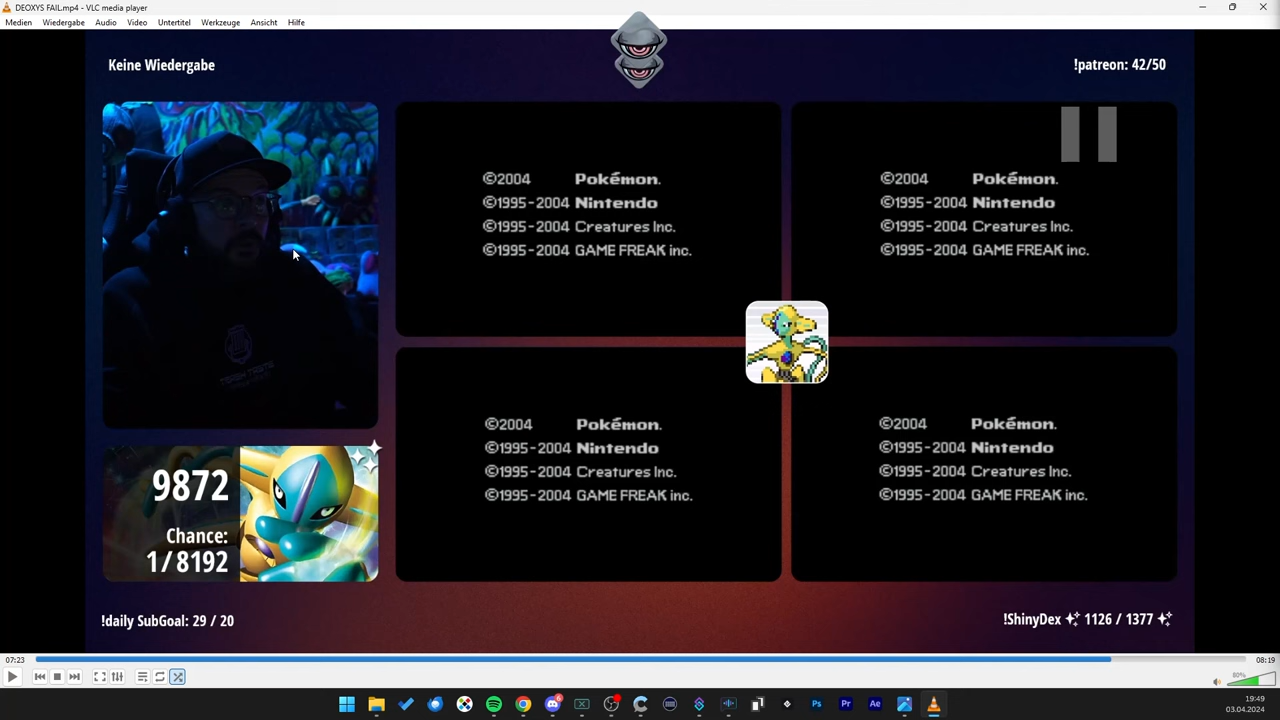 DEOXYS FAIL.mp4 - VLC media player
Medien Wiedergabe Audio Video Untertitel Werkzeuge Ansicht Hilfe
Keine Wiedergabe
!patreon: 42/50
©2004 Pokémon.
©1995-2004 Nintendo
©1995-2004 Creatures Inc.
©1995-2004 GAME FREAK inc.
©2004 Pokémon.
©1995-2004 Nintendo
©1995-2004 Creatures Inc.
©1995-2004 GAME FREAK inc.
©2004 Pokémon.
©1995-2004 Nintendo
©1995-2004 Creatures Inc.
©1995-2004 GAME FREAK inc.
©2004 Pokémon.
©1995-2004 Nintendo
©1995-2004 Creatures Inc.
©1995-2004 GAME FREAK inc.
9872
Chance:
1/8192
!daily SubGoal: 29 / 20
!ShinyDex 1126 / 1377
07:23
08:19
80%
Ps Pr Ae
19:49
03.04.2024